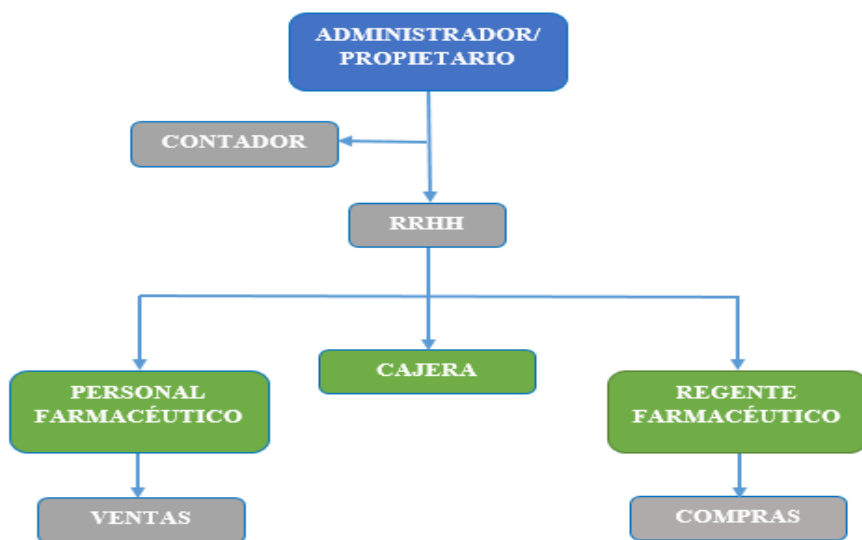 ADMINISTRADOR/
PROPIETARIO
CONTADOR
RRHH
CAJERA
PERSONAL
FARMACÉUTICO
REGENTE
FARMACÉUTICO
VENTAS
COMPRAS